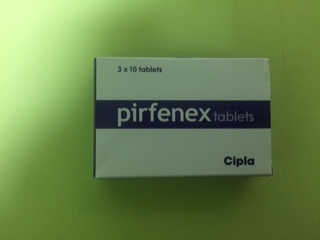 3 x 10 tablets
pirfenex tablets
Cipla